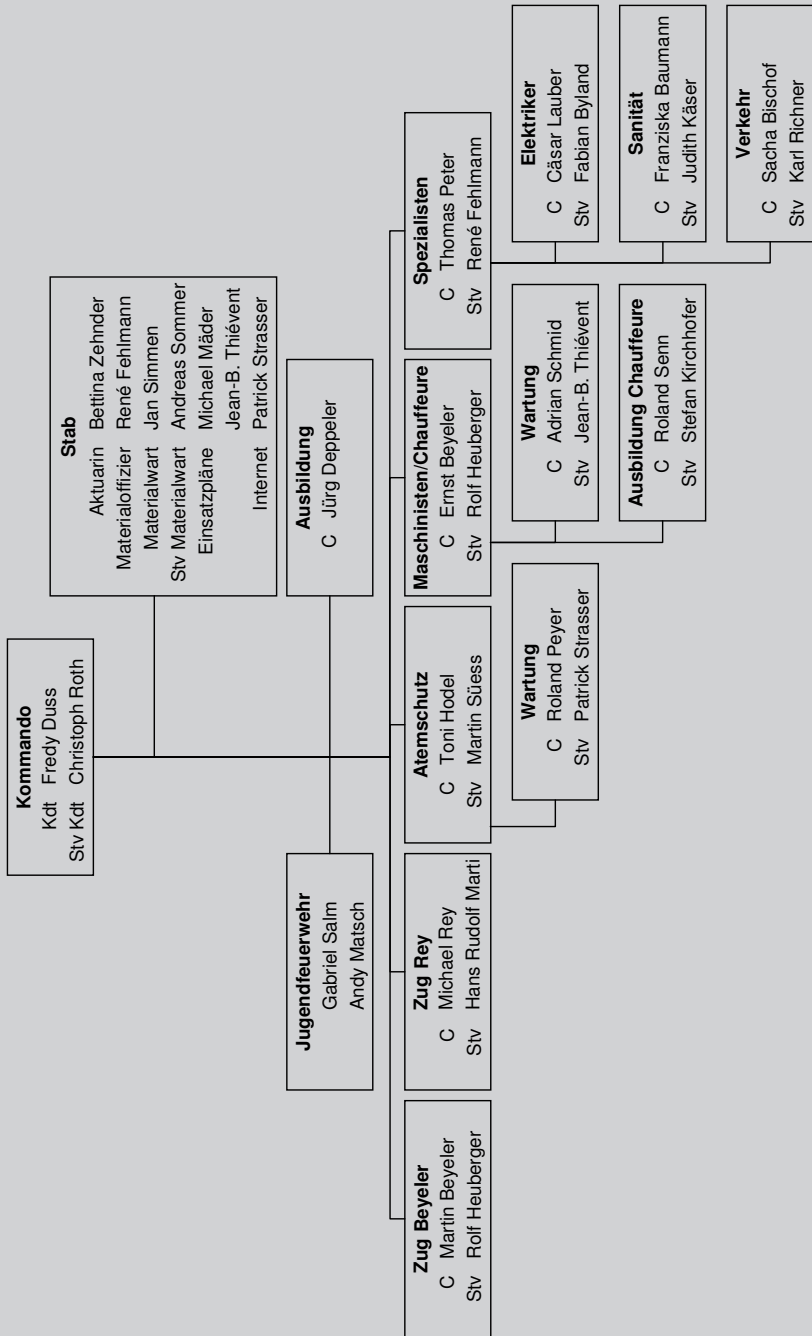 Kommando
Kdt Fredy Duss
Stv Kdt Christoph Roth
Stab
Aktuarin Bettina Zehnder
Materialoffizier René Fehlmann
Materialwart Jan Simmen
Stv Materialwart Andreas Sommer
Einsatzpläne Michael Mäder
Jean-B. Thiévent
Internet Patrick Strasser
Jugendfeuerwehr
Gabriel Salm
Andy Matsch
Ausbildung
C Jürg Deppeler
Zug Beyeler
C Martin Beyeler
Stv Rolf Heuberger
Zug Rey
C Michael Rey
Stv Hans Rudolf Marti
Atemschutz
C Toni Hodel
Stv Martin Süess
Maschinisten/Chauffeure
C Ernst Beyeler
Stv Rolf Heuberger
Spezialisten
C Thomas Peter
Stv René Fehlmann
Wartung
C Roland Peyer
Stv Patrick Strasser
Wartung
C Adrian Schmid
Stv Jean-B. Thiévent
Ausbildung Chauffeure
C Roland Senn
Stv Stefan Kirchhofer
Elektriker
C Cäsar Lauber
Stv Fabian Byland
Sanität
C Franziska Baumann
Stv Judith Käser
Verkehr
C Sacha Bischof
Stv Karl Richner